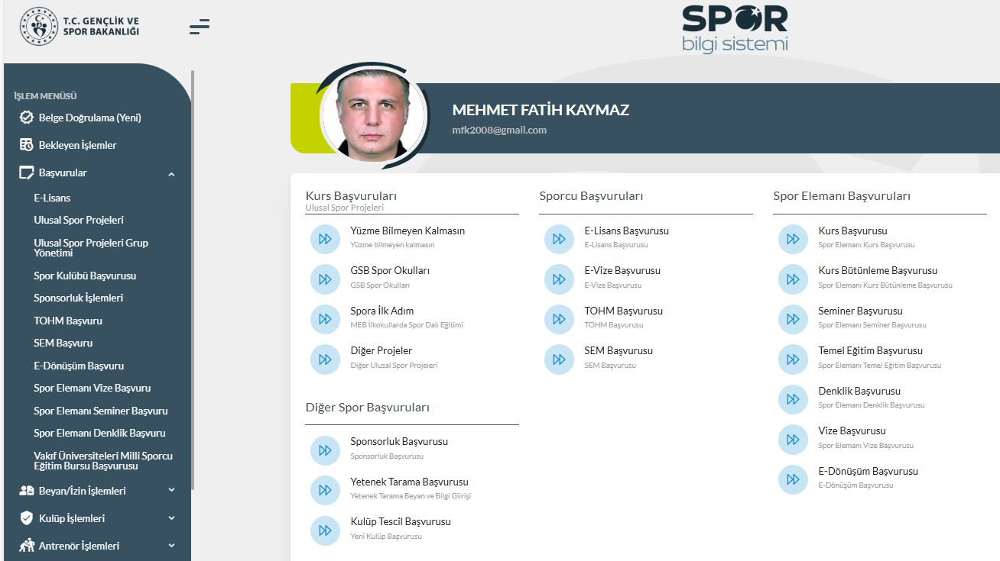 T.C. GENÇLİK VE
SPOR BAKANLIĞI
SPOR
bilgi sistemi
İŞLEM MENÜSÜ
Belge Doğrulama (Yeni)
Bekleyen İşlemler
Başvurular
E-Lisans
Ulusal Spor Projeleri
Ulusal Spor Projeleri Grup
Yönetimi
Spor Kulübü Başvurusu
Sponsorluk İşlemleri
TOHM Başvuru
SEM Başvuru
E-Dönüşüm Başvuru
Spor Elemanı Vize Başvuru
Spor Elemanı Seminer Başvuru
Spor Elemanı Denklik Başvuru
Vakıf Üniversiteleri Milli Sporcu
Eğitim Bursu Başvurusu
Beyan/İzin İşlemleri
Kulüp İşlemleri
Antrenör İşlemleri
MEHMET FATİH KAYMAZ
mfk2008@gmail.com
Kurs Başvuruları
Ulusal Spor Projeleri
Yüzme Bilmeyen Kalmasın
Yüzme bilmeyen kalmasın
GSB Spor Okulları
GSB Spor Okulları
Spora İlk Adım
MEB İlkokullarda Spor Dalı Eğitimi
Diğer Projeler
Diğer Ulusal Spor Projeleri
Diğer Spor Başvuruları
Sponsorluk Başvurusu
Sponsorluk Başvurusu
Yetenek Tarama Başvurusu
Yetenek Tarama Beyan ve Bilgi Giirişi
Kulüp Tescil Başvurusu
Yeni Kulüp Başvurusu
Sporcu Başvuruları
E-Lisans Başvurusu
E-Lisans Başvurusu
E-Vize Başvurusu
E-Vize Başvurusu
TOHM Başvurusu
TOHM Başvurusu
SEM Başvurusu
SEM Başvurusu
Spor Elemanı Başvuruları
Kurs Başvurusu
Spor Elemanı Kurs Başvurusu
Kurs Bütünleme Başvurusu
Spor Elemanı Kurs Bütünleme Başvurusu
Seminer Başvurusu
Spor Elemanı Seminer Başvurusu
Temel Eğitim Başvurusu
Spor Elemanı Temel Eğitim Başvurusu
Denklik Başvurusu
Spor Elemanı Denklik Başvurusu
Vize Başvurusu
Spor Elemanı Vize Başvurusu
E-Dönüşüm Başvurusu
E-Dönüşüm Başvurusu